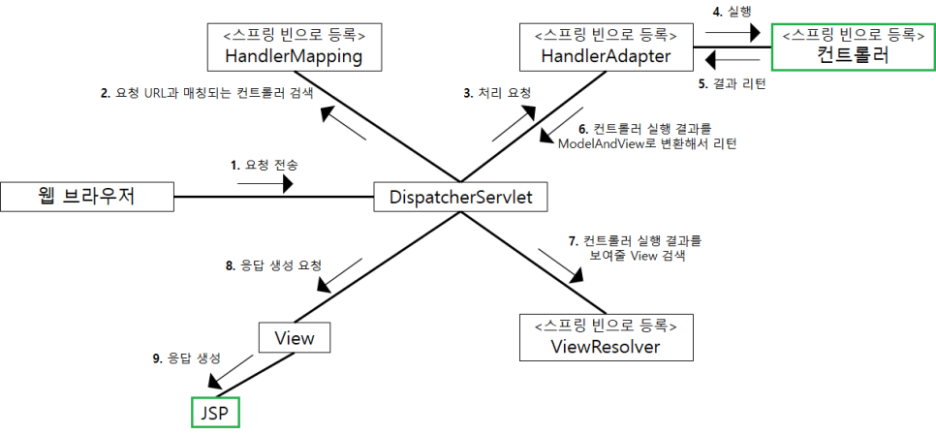 4. 실행
<스프링 빈으로 등록>
HandlerMapping
<스프링 빈으로 등록>
HandlerAdapter
<스프링 빈으로 등록>
컨트롤러
5. 결과 리턴
2. 요청 URL과 매칭되는 컨트롤러 검색
3. 처리 요청
6. 컨트롤러 실행 결과를
ModelAndView로 변환해서 리턴
1. 요청 전송
웹 브라우저
DispatcherServlet
7. 컨트롤러 실행 결과를
보여줄 View 검색
8. 응답 생성 요청
<스프링 빈으로 등록>
ViewResolver
View
9. 응답 생성
JSP